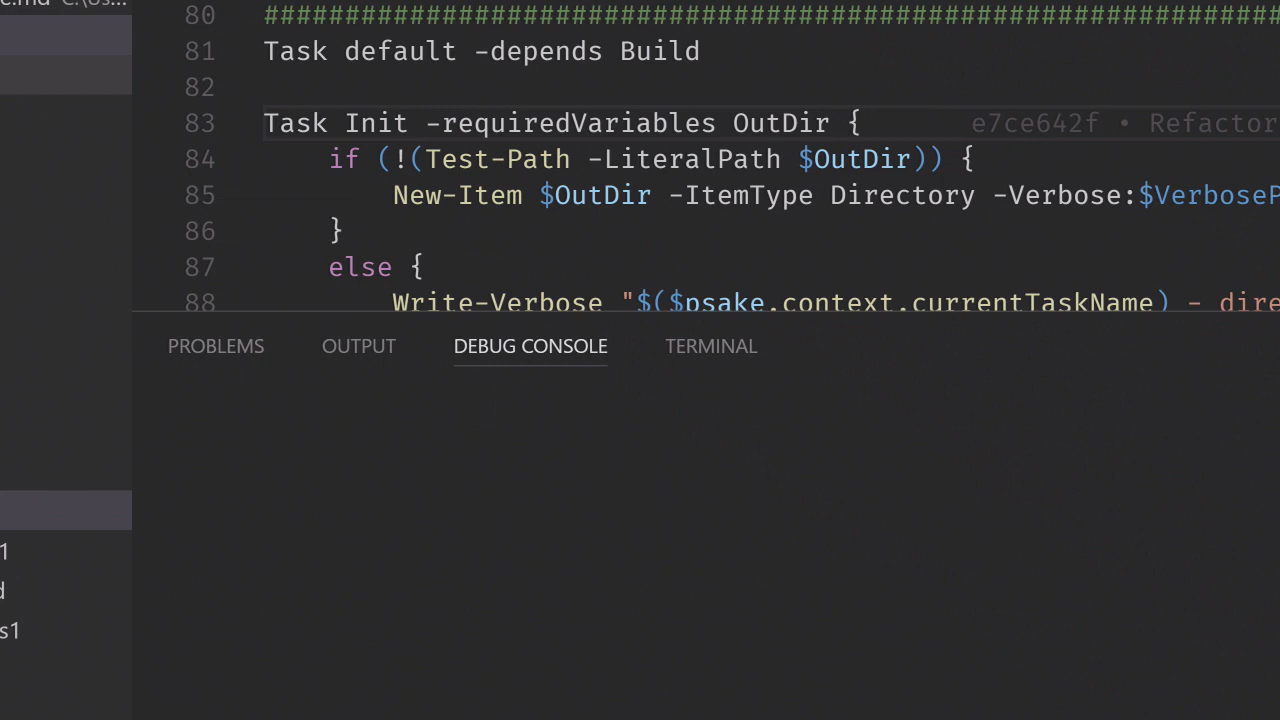 80 ###############################################################
81 Task default -depends Build
82
83 Task Init -requiredVariables OutDir { e7ce642f • Refactor
84 if (!(Test-Path -LiteralPath $OutDir)) {
85 New-Item $OutDir -ItemType Directory -Verbose:$VerboseP
86 }
87 else {
88 Write-Verbose "$($psake.context.currentTaskName) - dire
PROBLEMS OUTPUT DEBUG CONSOLE TERMINAL
1
d
s1